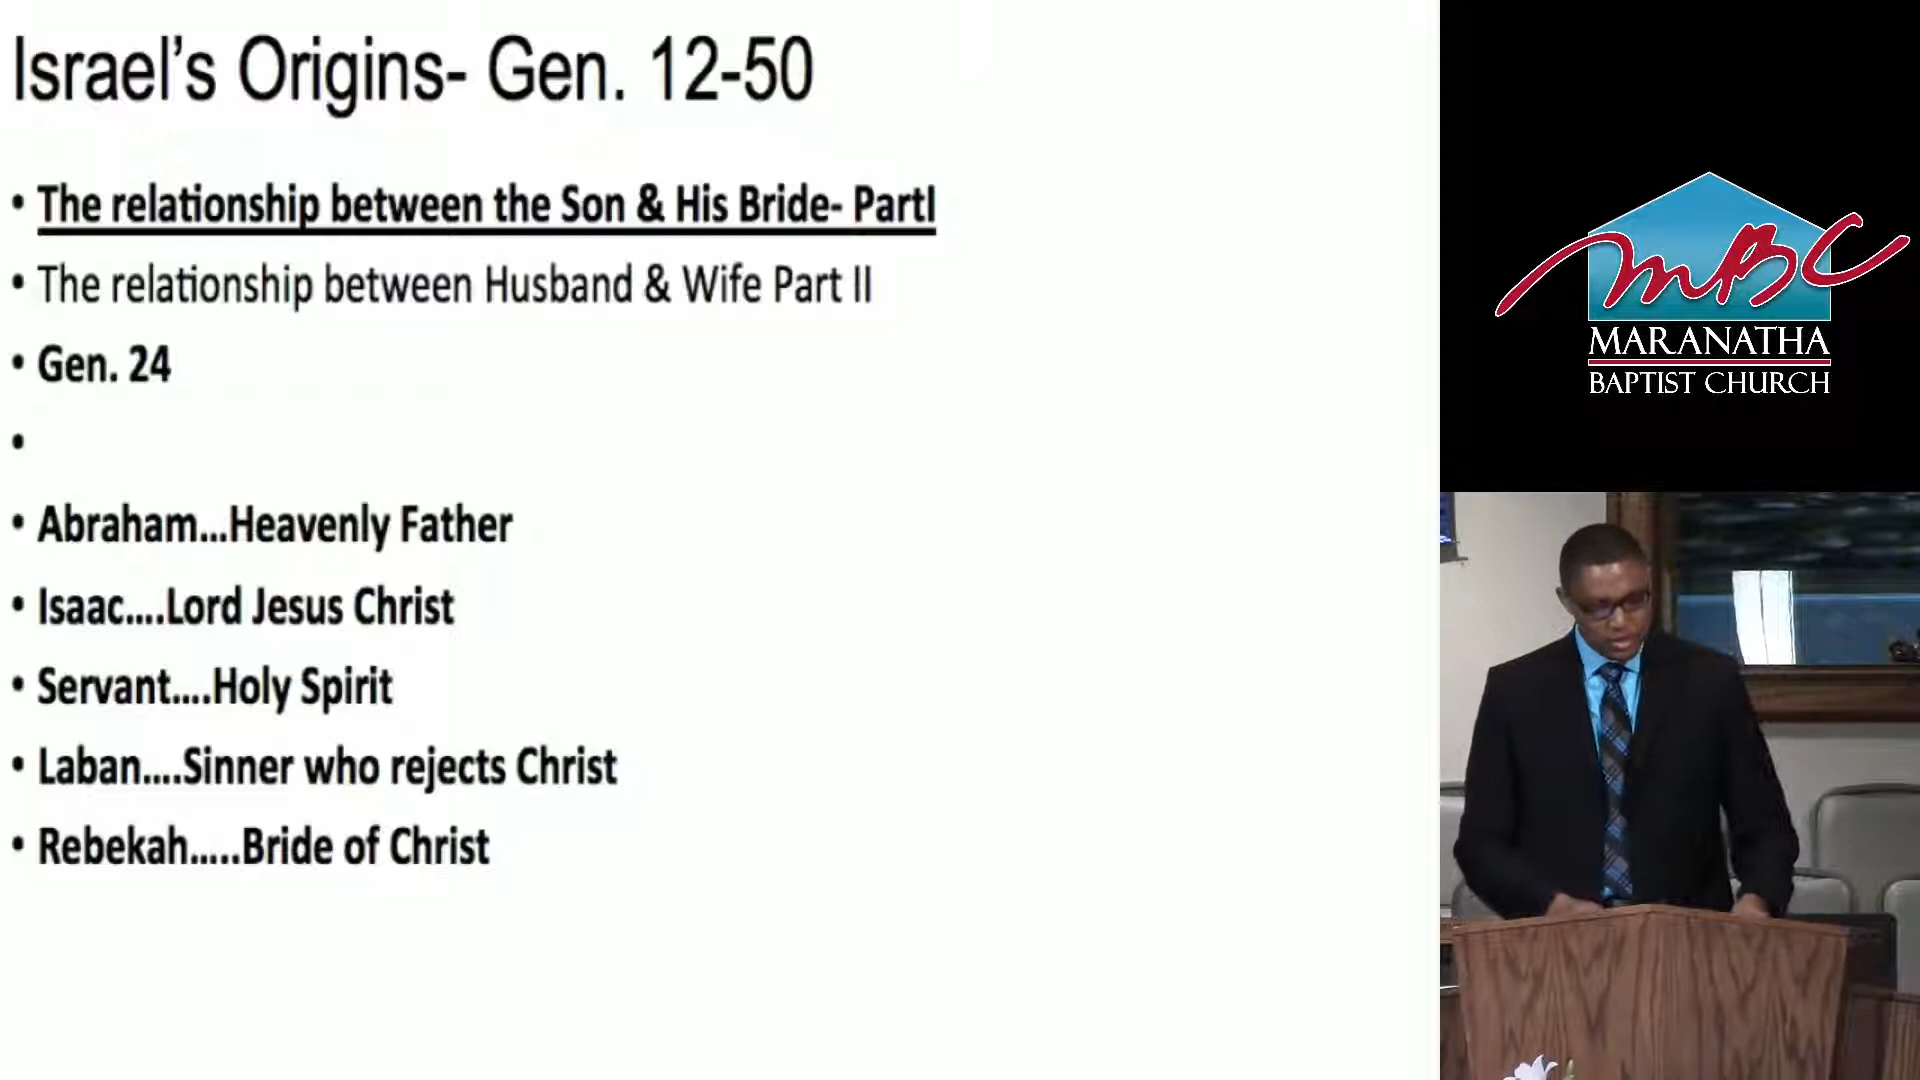 Israel's Origins- Gen. 12-50
• The relationship between the Son & His Bride- PartI
• The relationship between Husband & Wife Part II
• Gen. 24
•
• Abraham...Heavenly Father
• Isaac....Lord Jesus Christ
• Servant....Holy Spirit
• Laban....Sinner who rejects Christ
• Rebekah.....Bride of Christ
MBC
MARANATHA
BAPTIST CHURCH